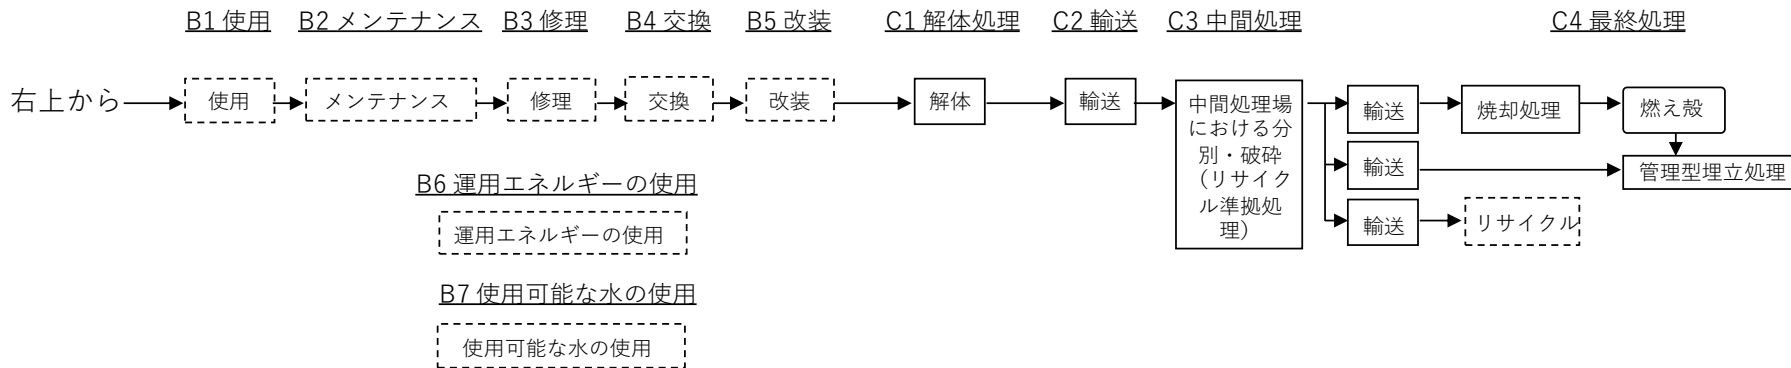 B1 使用
B2 メンテナンス
B3 修理
B4 交換
B5 改装
C1 解体処理
C2 輸送
C3 中間処理
C4 最終処理
右上から
使用
メンテナンス
修理
交換
改装
解体
輸送
中間処理場
における分
別・破砕
（リサイク
ル準拠処
理）
輸送
焼却処理
燃え殻
輸送
管理型埋立処理
輸送
リサイクル
B6 運用エネルギーの使用
運用エネルギーの使用
B7 使用可能な水の使用
使用可能な水の使用